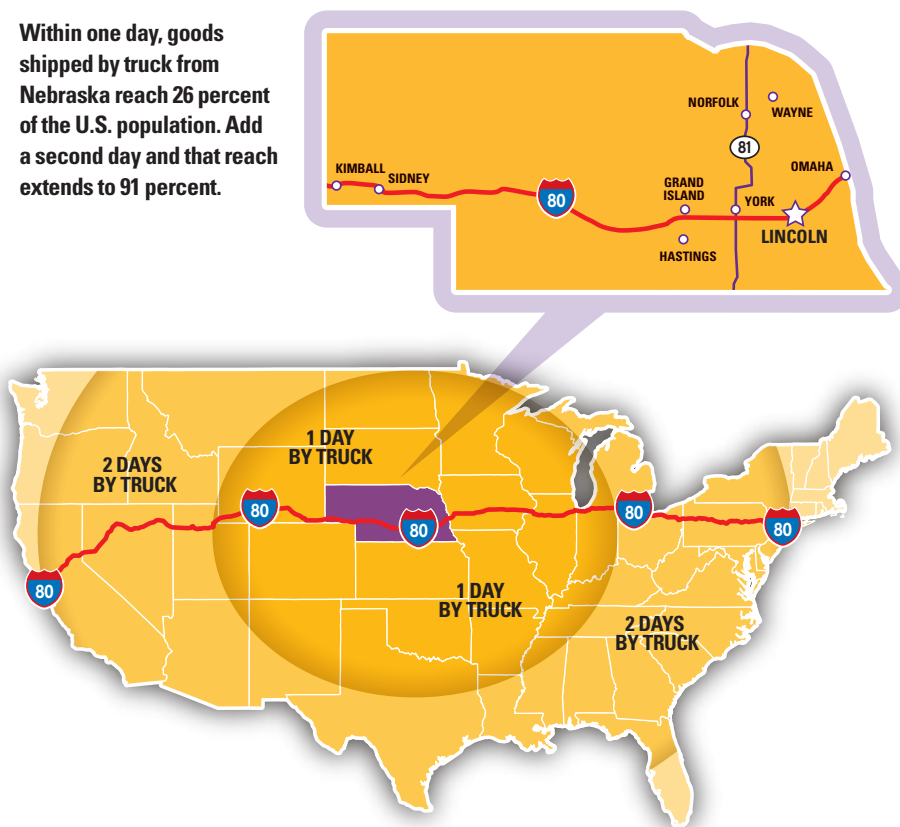 Within one day, goods
shipped by truck from
Nebraska reach 26 percent
of the U.S. population. Add
a second day and that reach
extends to 91 percent.
NORFOLK
WAYNE
81
KIMBALL
SIDNEY
OMAHA
GRAND
ISLAND
80
YORK
LINCOLN
HASTINGS
1 DAY
BY TRUCK
2 DAYS
BY TRUCK
80
80
80
80
80
1 DAY
BY TRUCK
2 DAYS
BY TRUCK